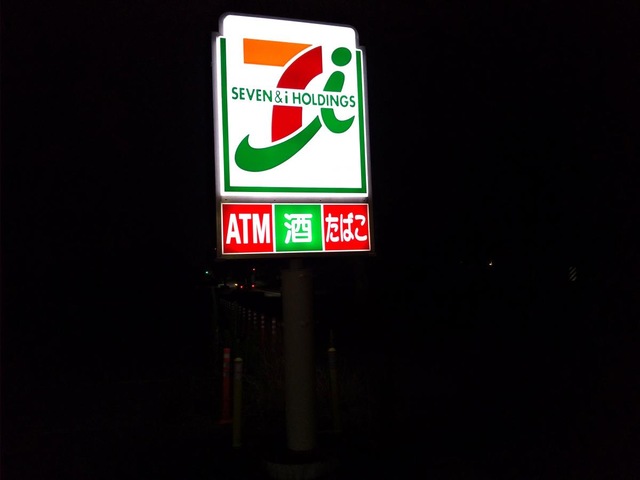 SEVEN&i HOLDINGS
ATM 酒 たばこ